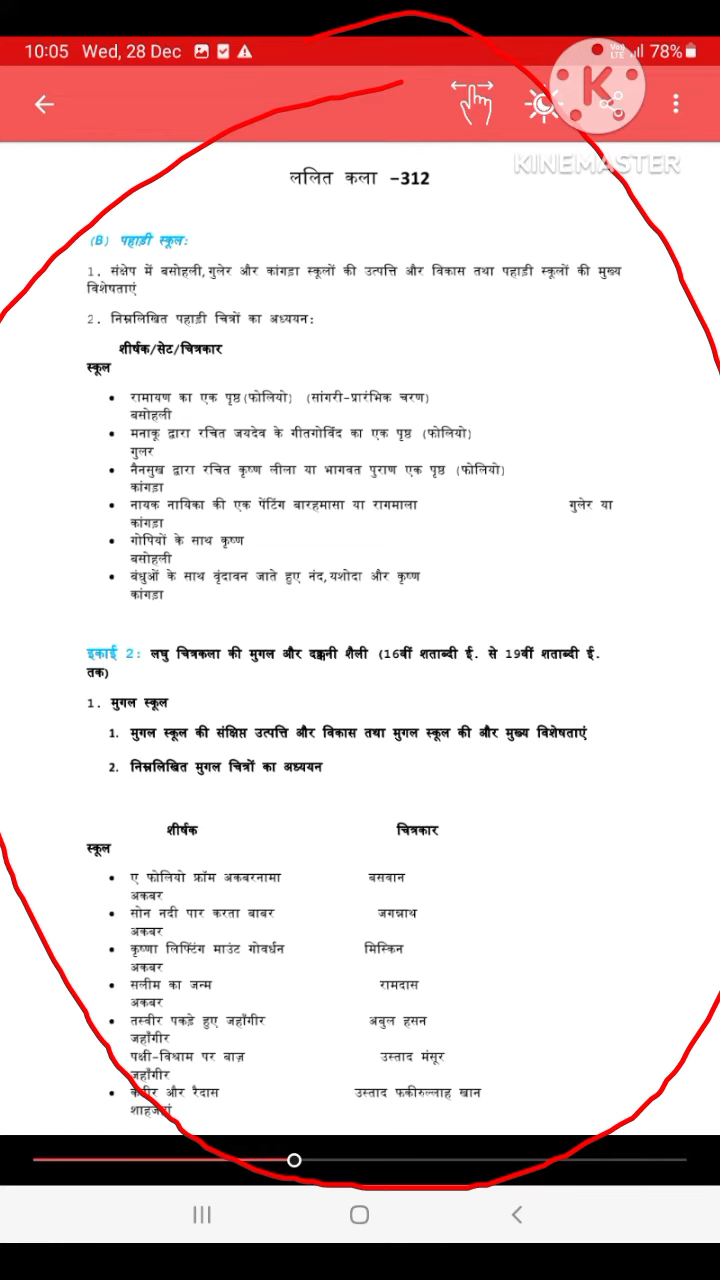 10:05 Wed, 28 Dec 78%
KINEMASTER
ललित कला -312
(B) पहाड़ी स्कूल:
1. संक्षेप में बसोहली,गुलेर और कांगड़ा स्कूलों की उत्पत्ति और विकास तथा पहाड़ी स्कूलों की मुख्य
विशेषताएं
2. निम्नलिखित पहाड़ी चित्रों का अध्ययन:
शीर्षक/सेट/चित्रकार
स्कूल
• रामायण का एक पृष्ठ(फोलियो) (सांगरी-प्रारंभिक चरण)
बसोहली
• मनाकू द्वारा रचित जयदेव के गीतगोविंद का एक पृष्ठ (फोलियो)
गुलर
• नैनसुख द्वारा रचित कृष्ण लीला या भागवत पुराण एक पृष्ठ (फोलियो)
कांगड़ा
• नायक नायिका की एक पेंटिंग बारहमासा या रागमाला गुलेर या
कांगड़ा
• गोपियों के साथ कृष्ण
बसोहली
• बंधुओं के साथ वृंदावन जाते हुए नंद,यशोदा और कृष्ण
कांगड़ा
इकाई 2: लघु चित्रकला की मुगल और दक्कनी शैली (16वीं शताब्दी ई. से 19वीं शताब्दी ई.
तक)
1. मुगल स्कूल
1. मुगल स्कूल की संक्षिप्त उत्पत्ति और विकास तथा मुगल स्कूल की और मुख्य विशेषताएं
2. निम्नलिखित मुगल चित्रों का अध्ययन
शीर्षक चित्रकार
स्कूल
• ए फोलियो फ्रॉम अकबरनामा बसवान
अकबर
• सोन नदी पार करता बाबर जगन्नाथ
अकबर
• कृष्णा लिफ्टिंग माउंट गोवर्धन मिस्किन
अकबर
• सलीम का जन्म रामदास
अकबर
• तस्वीर पकड़े हुए जहाँगीर अबुल हसन
जहाँगीर
पक्षी-विश्राम पर बाज़ उस्ताद मंसूर
जहाँगीर
• कबीर और रैदास उस्ताद फकीरुल्लाह खान
शाहजहां